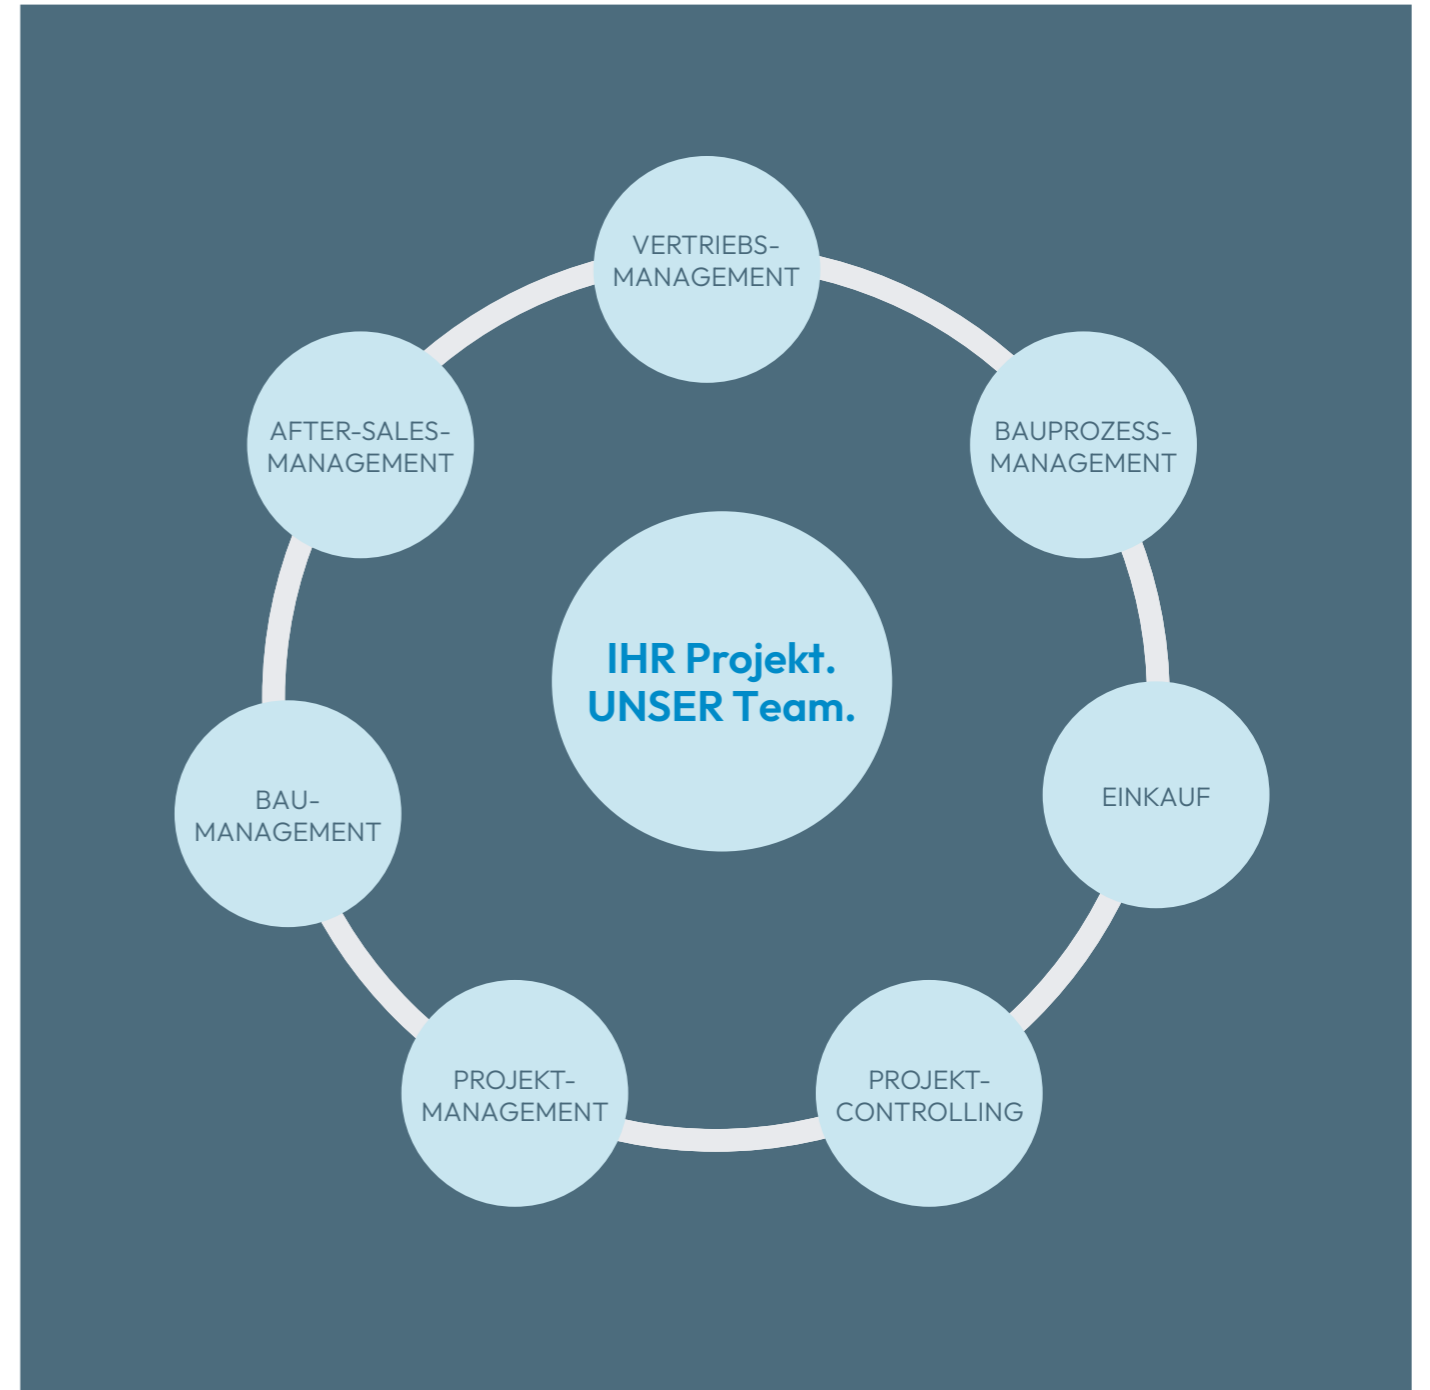 VERTRIEBS-
MANAGEMENT
AFTER-SALES-
MANAGEMENT
BAUPROZESS-
MANAGEMENT
IHR Projekt.
UNSER Team.
BAU-
MANAGEMENT
EINKAUF
PROJEKT-
MANAGEMENT
PROJEKT-
CONTROLLING